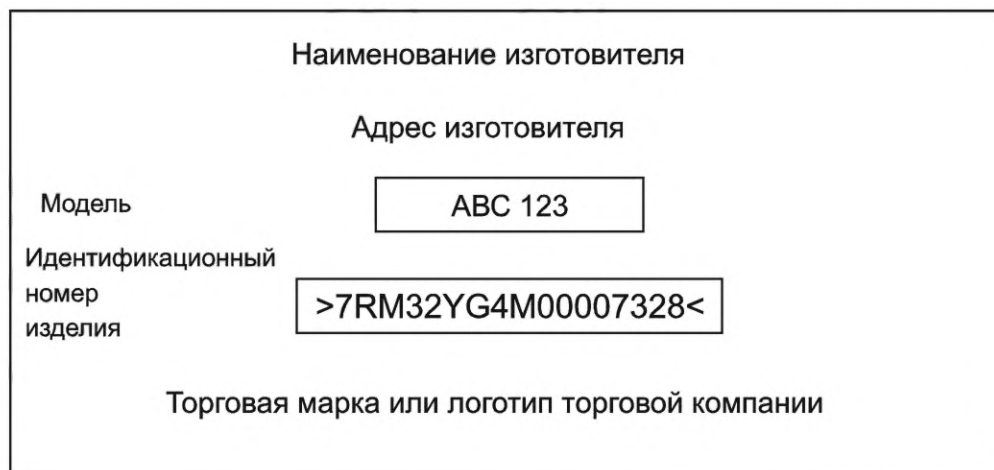 Наименование изготовителя
Адрес изготовителя
Модель
ABC 123
Идентификационный
номер
изделия
>7RM32YG4M00007328<
Торговая марка или логотип торговой компании